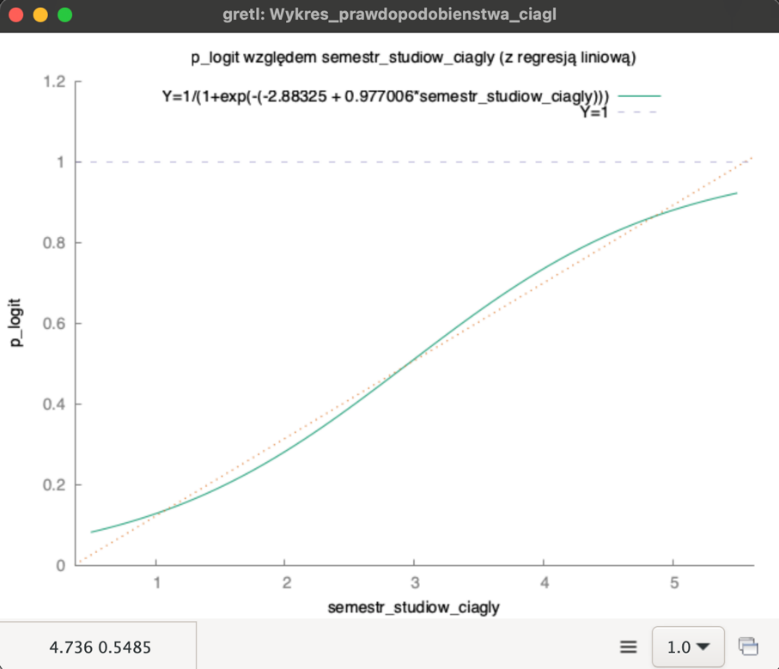 gretl: Wykres_prawdopodobienstwa_ciagl
p_logit względem semestr_studiow_ciagly (z regresją liniową)
Y=1/(1+exp(-(-2.88325 + 0.977006*semestr_studiow_ciagly)))
Y=1
1.2
1
0.8
0.6
0.4
0.2
0
p_logit
1 2 3 4 5
semestr_studiow_ciagly
4.736 0.5485
1.0